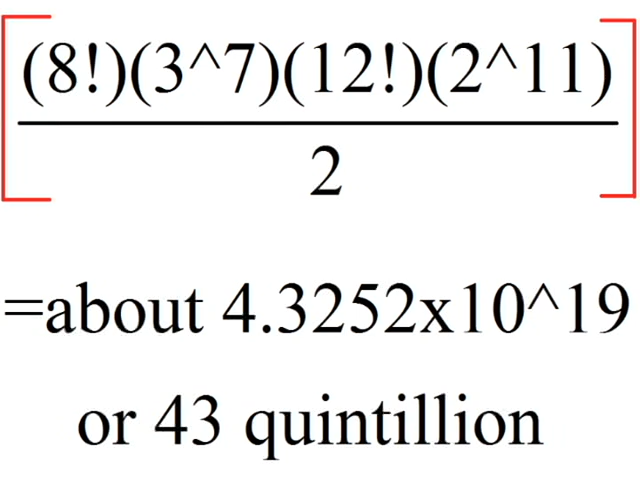 (8!)(3^7)(12!)(2^11)
2
=about 4.3252x10^19
or 43 quintillion